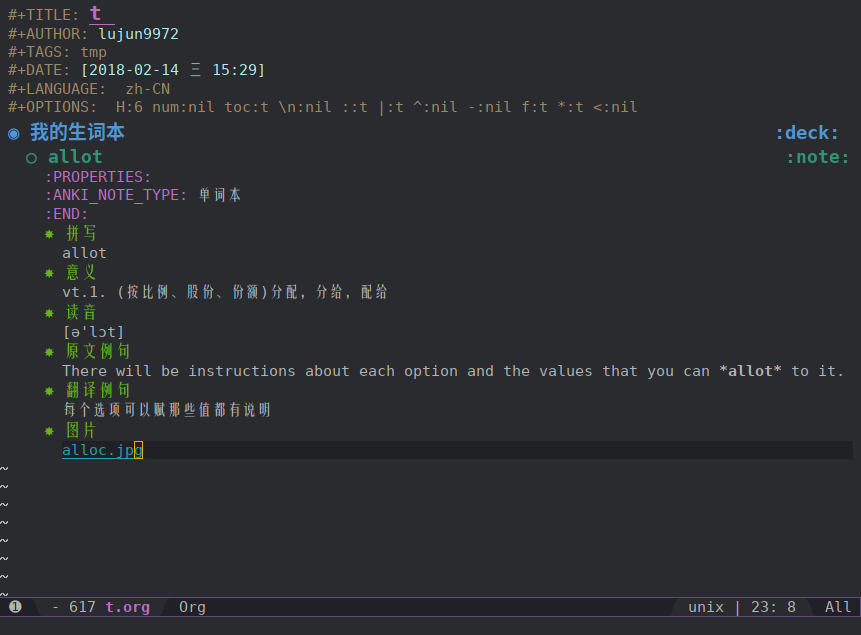 #+TITLE: t
#+AUTHOR: lujun9972
#+TAGS: tmp
#+DATE: [2018-02-14 三 15:29]
#+LANGUAGE:  zh-CN
#+OPTIONS:  H:6 num:nil toc:t \n:nil ::t |:t ^:nil -:nil f:t *:t <:nil
◉ 我的生词本 :deck:
○ allot :note:
:PROPERTIES:
:ANKI_NOTE_TYPE: 单词本
:END:
✸ 拼写
allot
✸ 意义
vt.1. (按比例、股份、份额)分配, 分给, 配给
✸ 读音
[ə'lɔt]
✸ 原文例句
There will be instructions about each option and the values that you can *allot* to it.
✸ 翻译例句
每个选项可以赋那些值都有说明
✸ 图片
alloc.jpg
~
~
~
~
~
~
~
~
❶ - 617 t.org Org unix | 23: 8 All